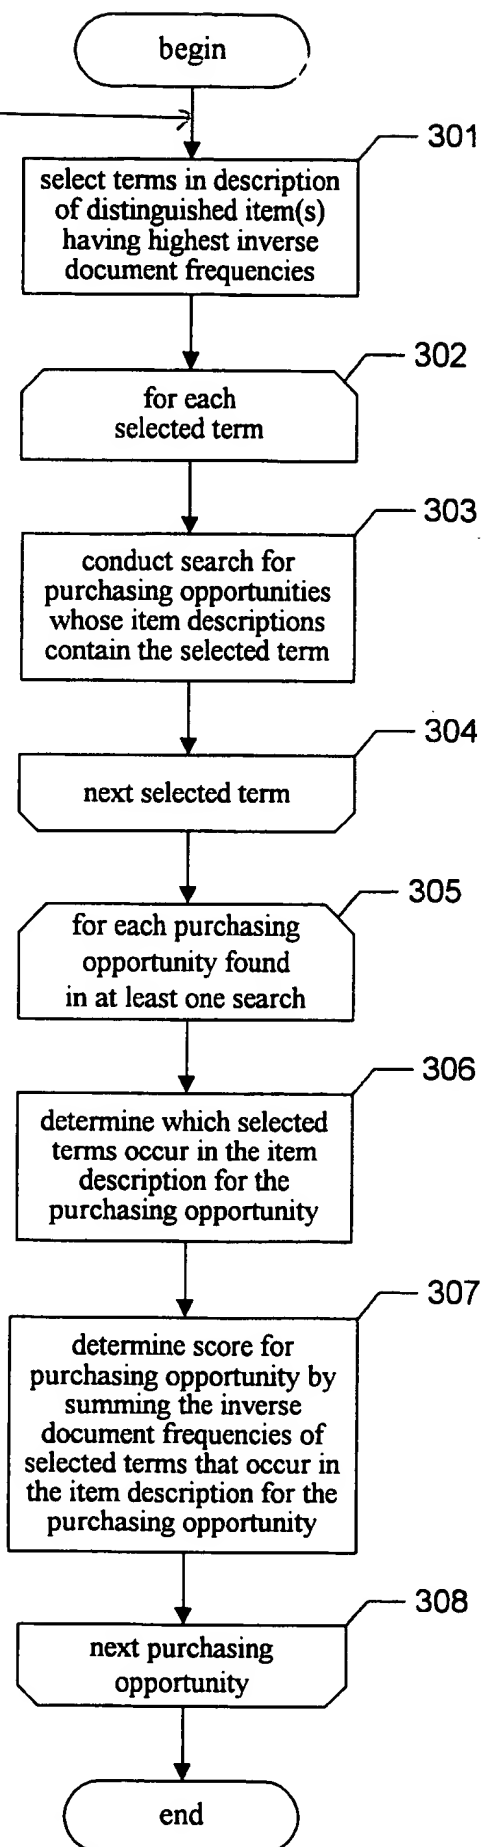 begin
301
select terms in description
of distinguished item(s)
having highest inverse
document frequencies
302
for each
selected term
303
conduct search for
purchasing opportunities
whose item descriptions
contain the selected term
304
next selected term
305
for each purchasing
opportunity found
in at least one search
306
determine which selected
terms occur in the item
description for the
purchasing opportunity
307
determine score for
purchasing opportunity by
summing the inverse
document frequencies of
selected terms that occur in
the item description for the
purchasing opportunity
308
next purchasing
opportunity
end